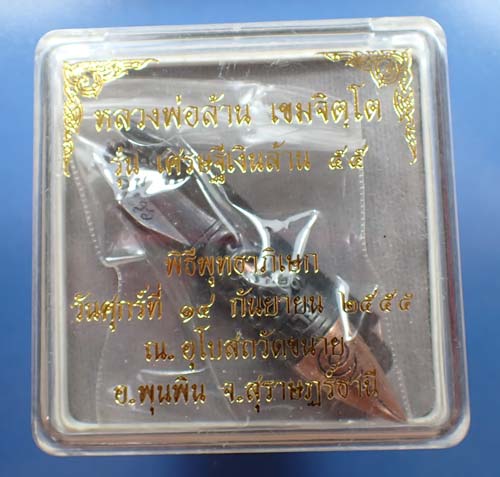 หลวงพ่อล้าน เขมจิตฺโต
รุ่น เศรษฐีเงินล้าน ๕๕
พิธีพุทธาภิเษก
วันศุกร์ที่ ๑๔ กันยายน ๒๕๕๕
ณ. อุโบสถวัดขนาย
อ.พุนพิน จ.สุราษฏร์ธานี